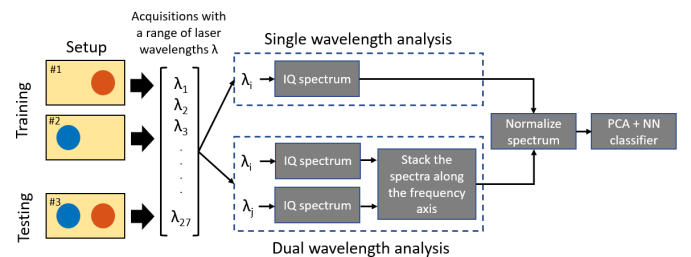 Acquisitions with
a range of laser
wavelengths λ
Setup
Training
Testing
#1
#2
#3
λ1
λ2
λ3
.
.
.
.
λ27
Single wavelength analysis
λi
IQ spectrum
λi
IQ spectrum
λj
IQ spectrum
Stack the
spectra along
the frequency
axis
Dual wavelength analysis
Normalize
spectrum
PCA + NN
classifier